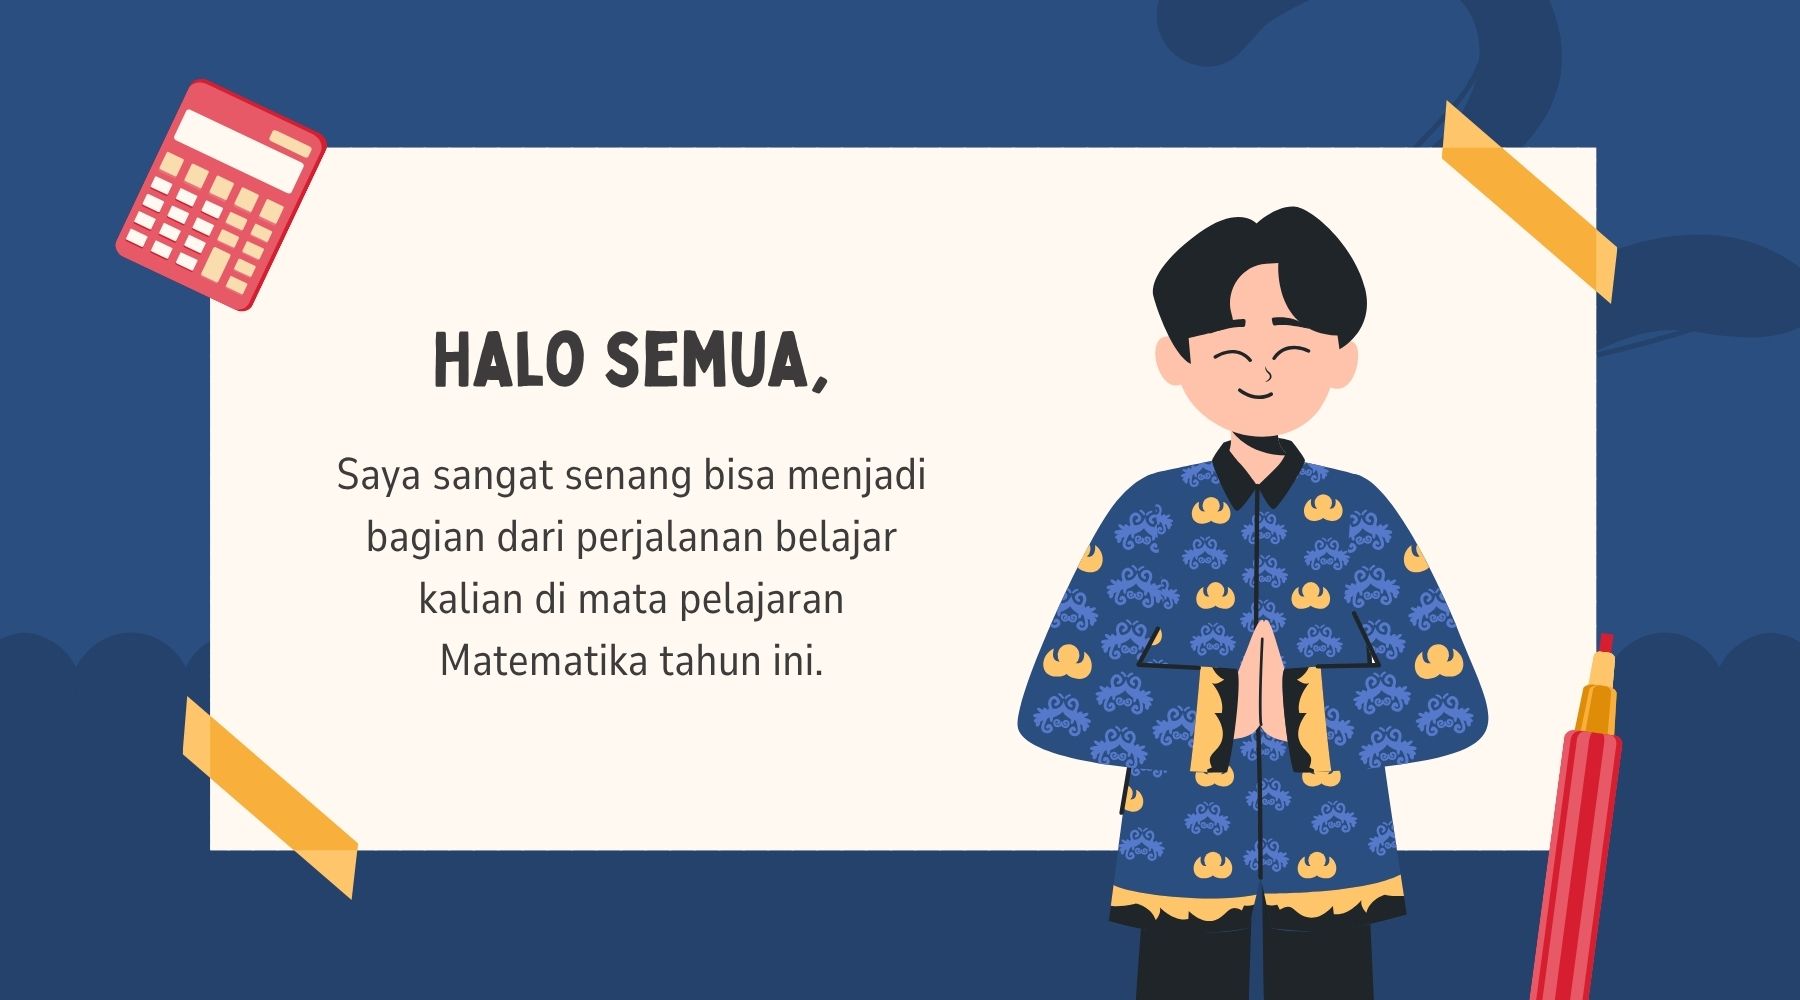 HALO SEMUA,
Saya sangat senang bisa menjadi
bagian dari perjalanan belajar
kalian di mata pelajaran
Matematika tahun ini.